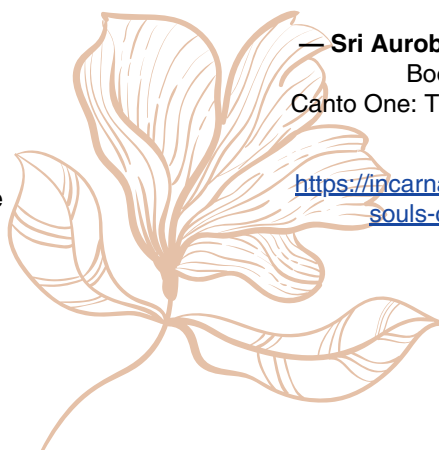 — Sri Aurob
Boo
Canto One: T
https://incarna
souls-
e